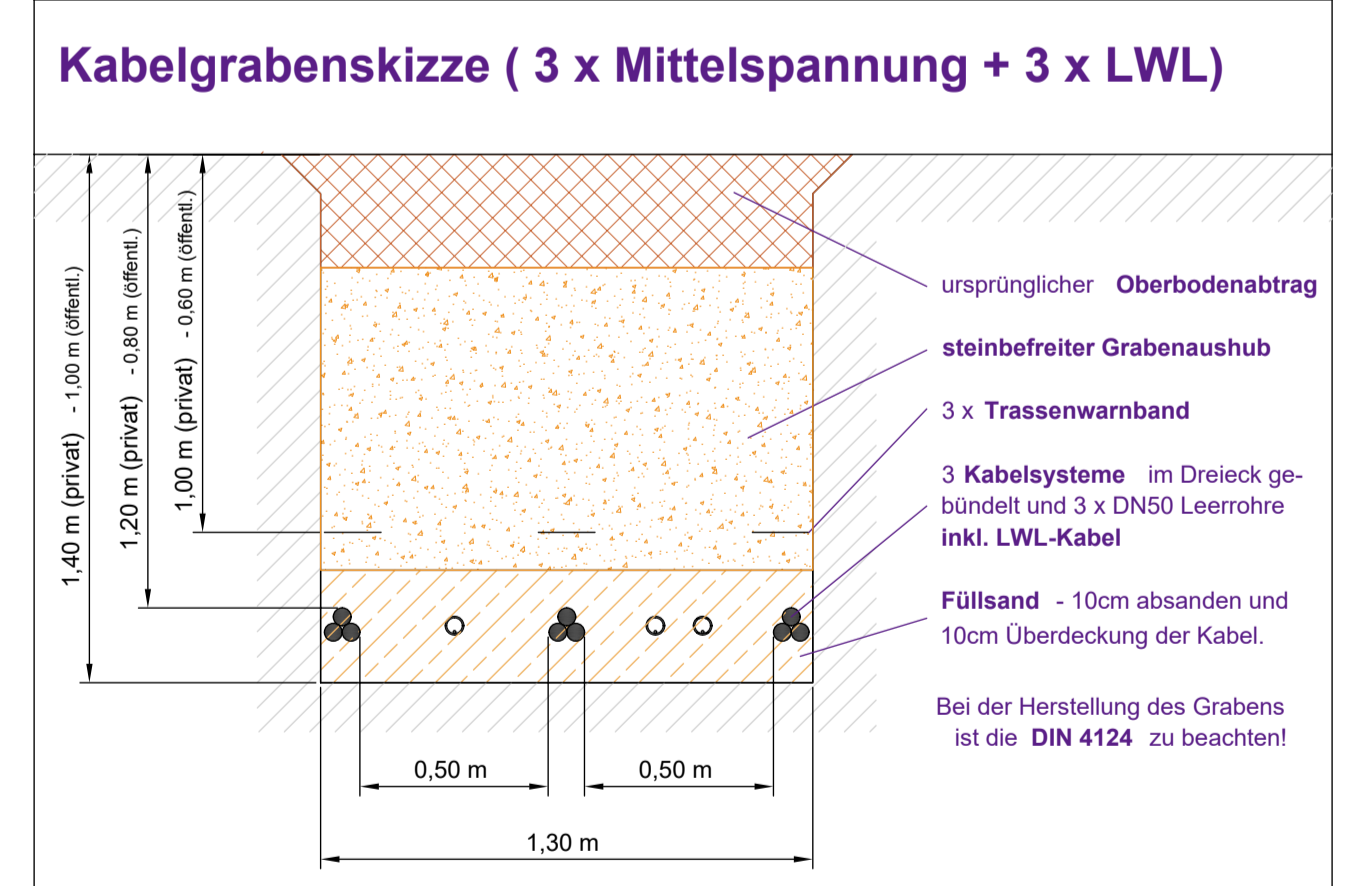 Kabelgrabenskizze ( 3 x Mittelspannung + 3 x LWL)
1,40 m (privat) - 1,00 m (öffentl.)
1,20 m (privat) - 0,80 m (öffentl.)
1,00 m (privat) - 0,60 m (öffentl.)
ursprünglicher Oberbodenabtrag
steinbefreiter Grabenaushub
3 x Trassenwarnband
3 Kabelsysteme im Dreieck ge-
bündelt und 3 x DN50 Leerrohre
inkl. LWL-Kabel
Füllsand - 10cm absanden und
10cm Überdeckung der Kabel.
Bei der Herstellung des Grabens
ist die DIN 4124 zu beachten!
0,50 m
0,50 m
1,30 m